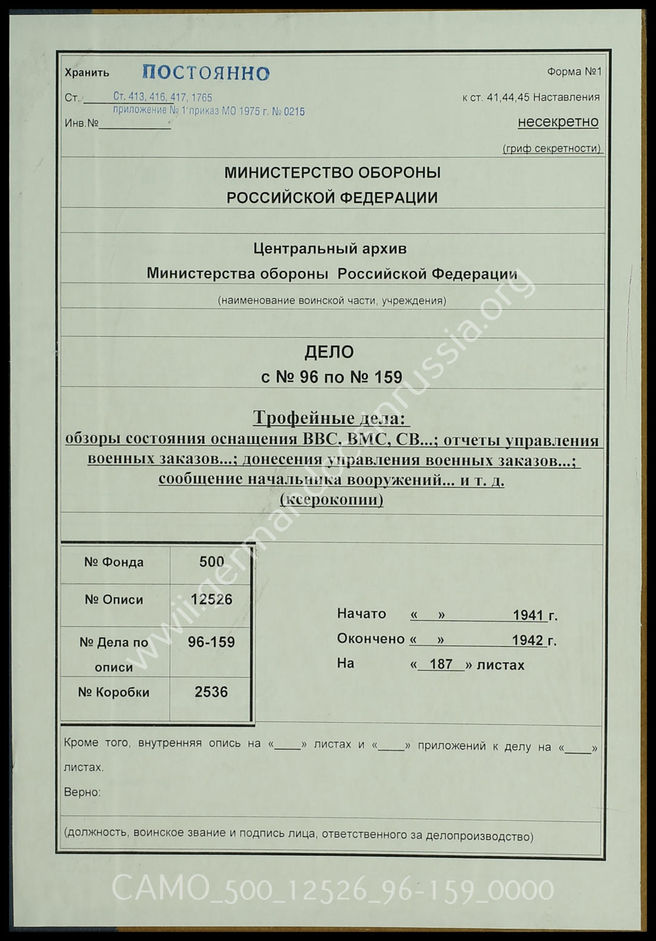 Хранить ПОСТОЯННО Форма №1
Ст. Ст. 413, 416, 417, 1765 к ст. 41,44,45 Наставления
приложение № 1 приказ МО 1975 г. № 0215
Инв.№ несекретно
(гриф секретности)
МИНИСТЕРСТВО ОБОРОНЫ
РОССИЙСКОЙ ФЕДЕРАЦИИ
Центральный архив
Министерства обороны Российской Федерации
(наименование воинской части, учреждения)
ДЕЛО
с № 96 по № 159
Трофейные дела:
обзоры состояния оснащения ВВС, ВМС, СВ...; отчеты управления
военных заказов...; донесения управления военных заказов...;
сообщение начальника вооружений... и т. д.
(ксерокопии)
№ Фонда 500
№ Описи 12526
№ Дела по описи 96-159
№ Коробки 2536
Начато « » 1941 г.
Окончено « » 1942 г.
На « 187 » листах
Кроме того, внутренняя опись на «____» листах и «____» приложений к делу на «____»
листах.
Верно:
(должность, воинское звание и подпись лица, ответственного за делопроизводство)
www.germandocsinrussia.org
CAMO_500_12526_96-159_0000